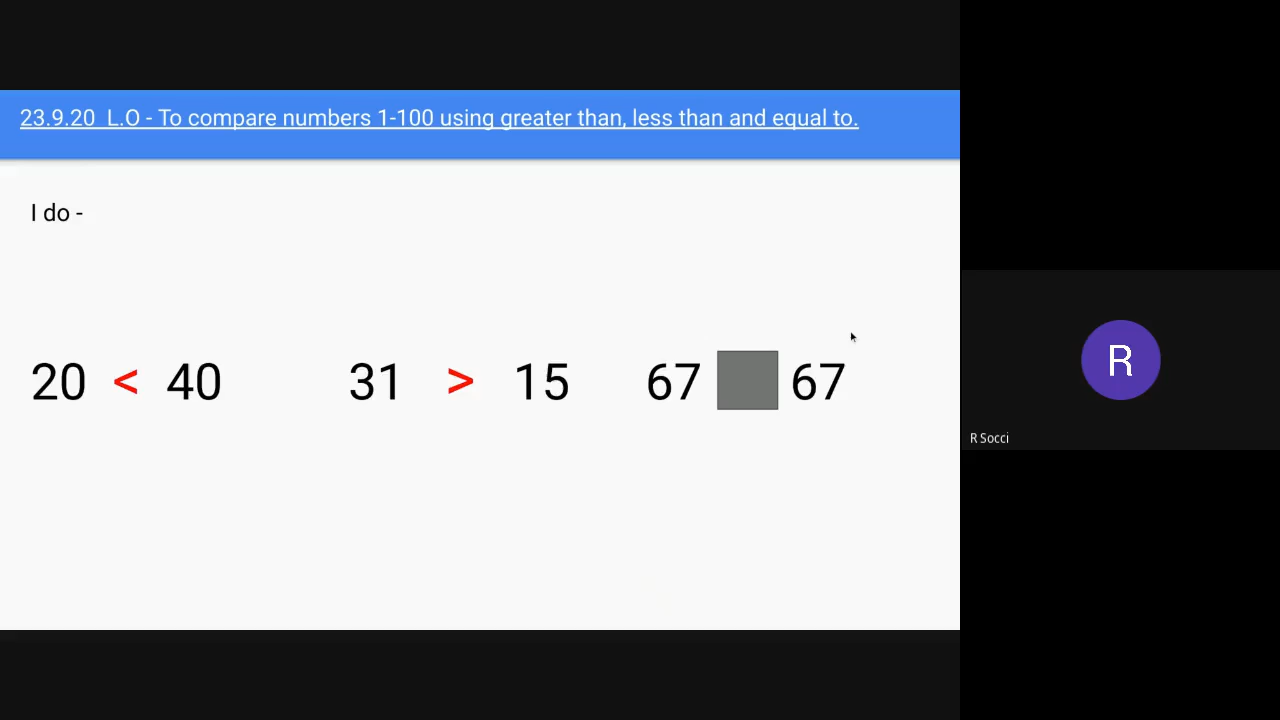 23.9.20 L.O - To compare numbers 1-100 using greater than, less than and equal to.
I do -
20 < 40 31 > 15 67 67
R
R Socci